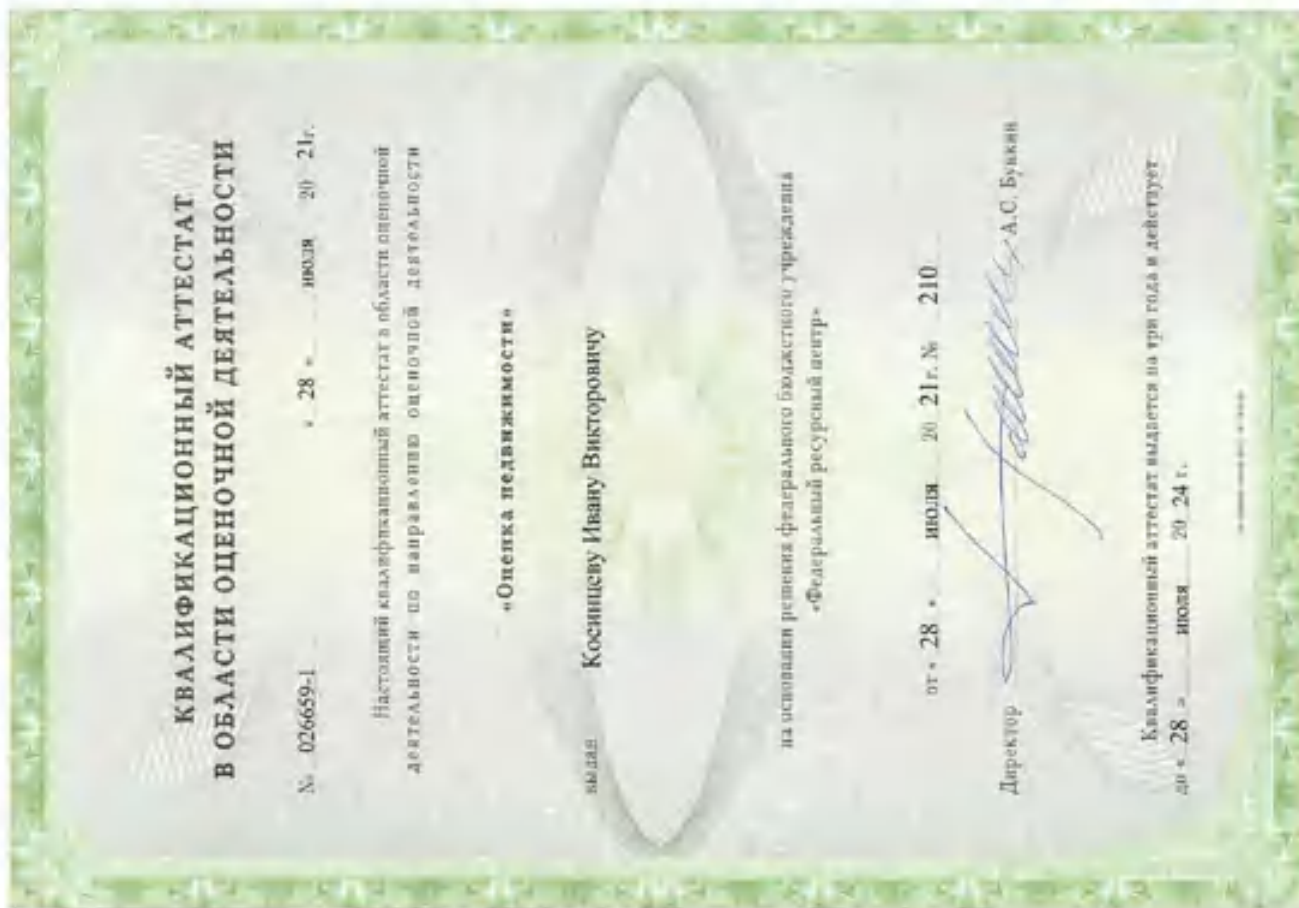 КВАЛИФИКАЦИОННЫЙ АТТЕСТАТ
В ОБЛАСТИ ОЦЕНОЧНОЙ ДЕЯТЕЛЬНОСТИ
№ 026659-1 « 28 » июля 20 21г.
Настоящий квалификационный аттестат в области оценочной
деятельности по направлению оценочной деятельности
«Оценка недвижимости»
выдан Косинцеву Ивану Викторовичу
на основании решения федерального бюджетного учреждения
«Федеральный ресурсный центр»
от « 28 » июля 20 21 г. № 210
Директор А.С. Бункин
Квалификационный аттестат выдается на три года и действует
до « 28 » июля 20 24 г.